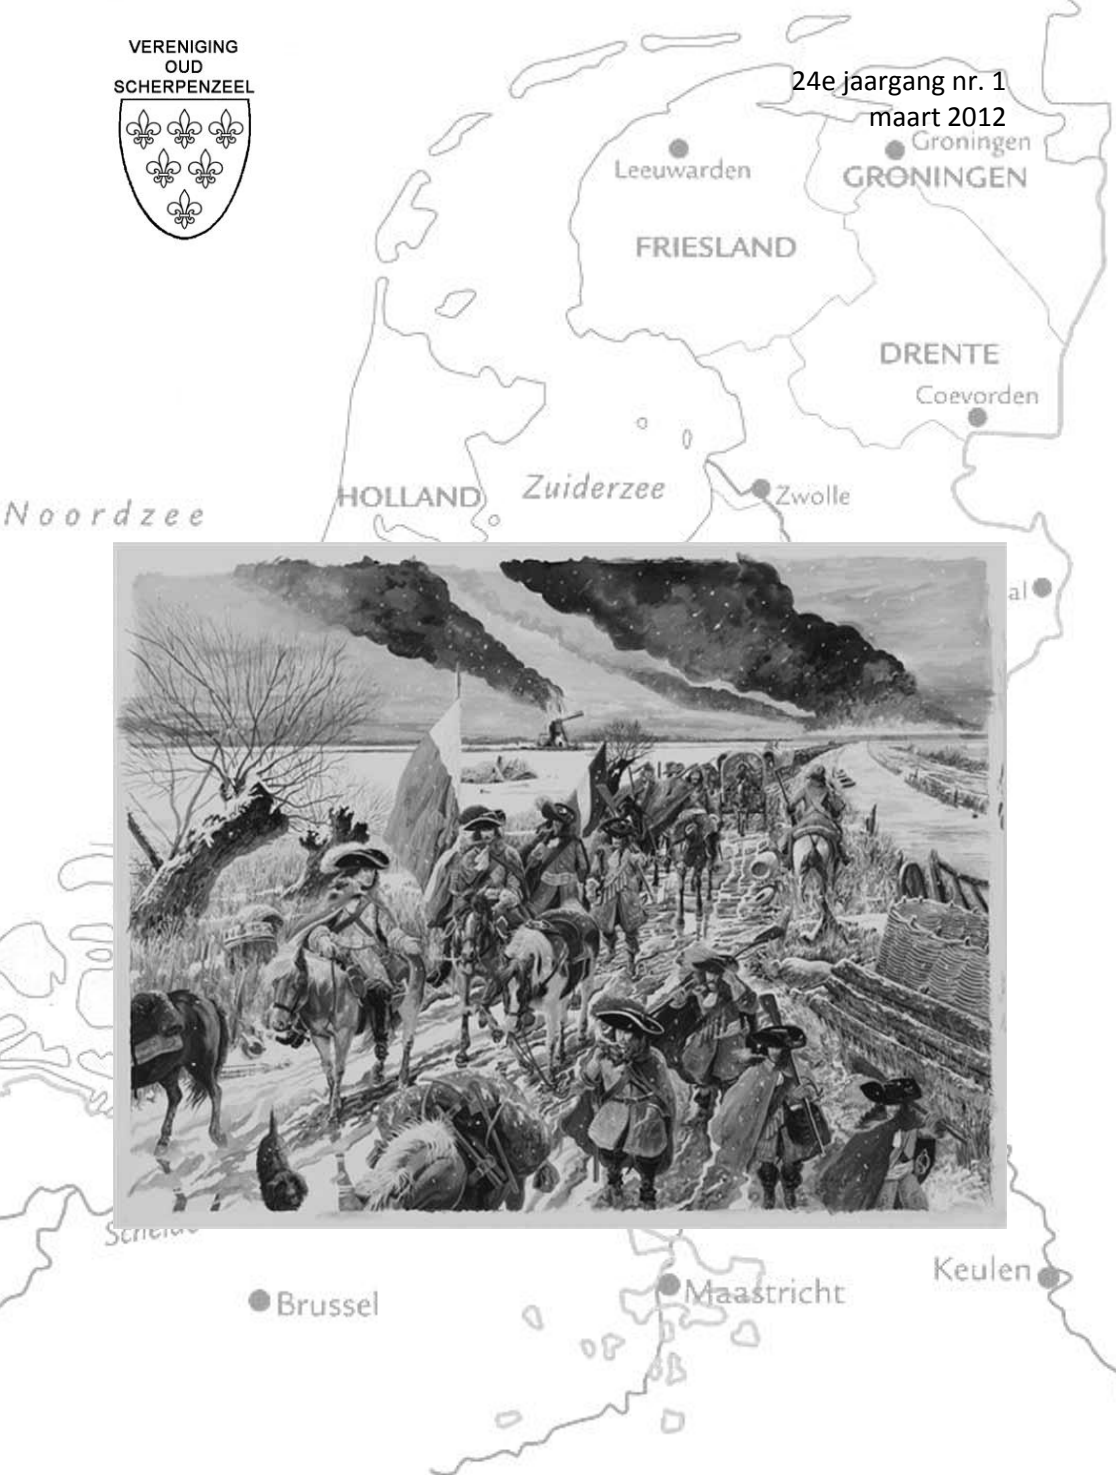 VERENIGING
OUD
SCHERPENZEEL
24e jaargang nr. 1
maart 2012
Groningen
Leeuwarden
GRONINGEN
FRIESLAND
DRENTE
Coevorden
Zuiderzee
HOLLAND
Zwolle
Noordzee
al
Keulen
Maastricht
Brussel